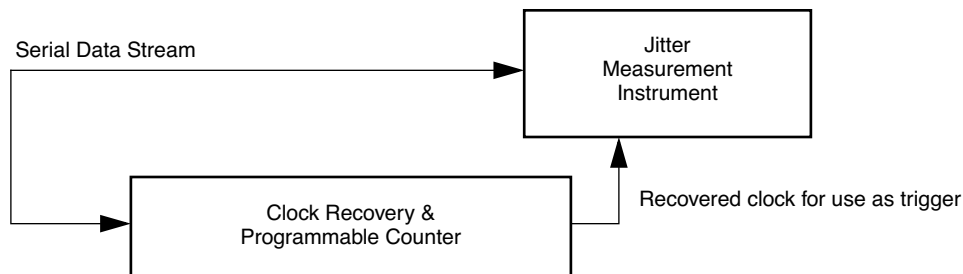 Serial Data Stream
Jitter
Measurement
Instrument
Clock Recovery &
Programmable Counter
Recovered clock for use as trigger